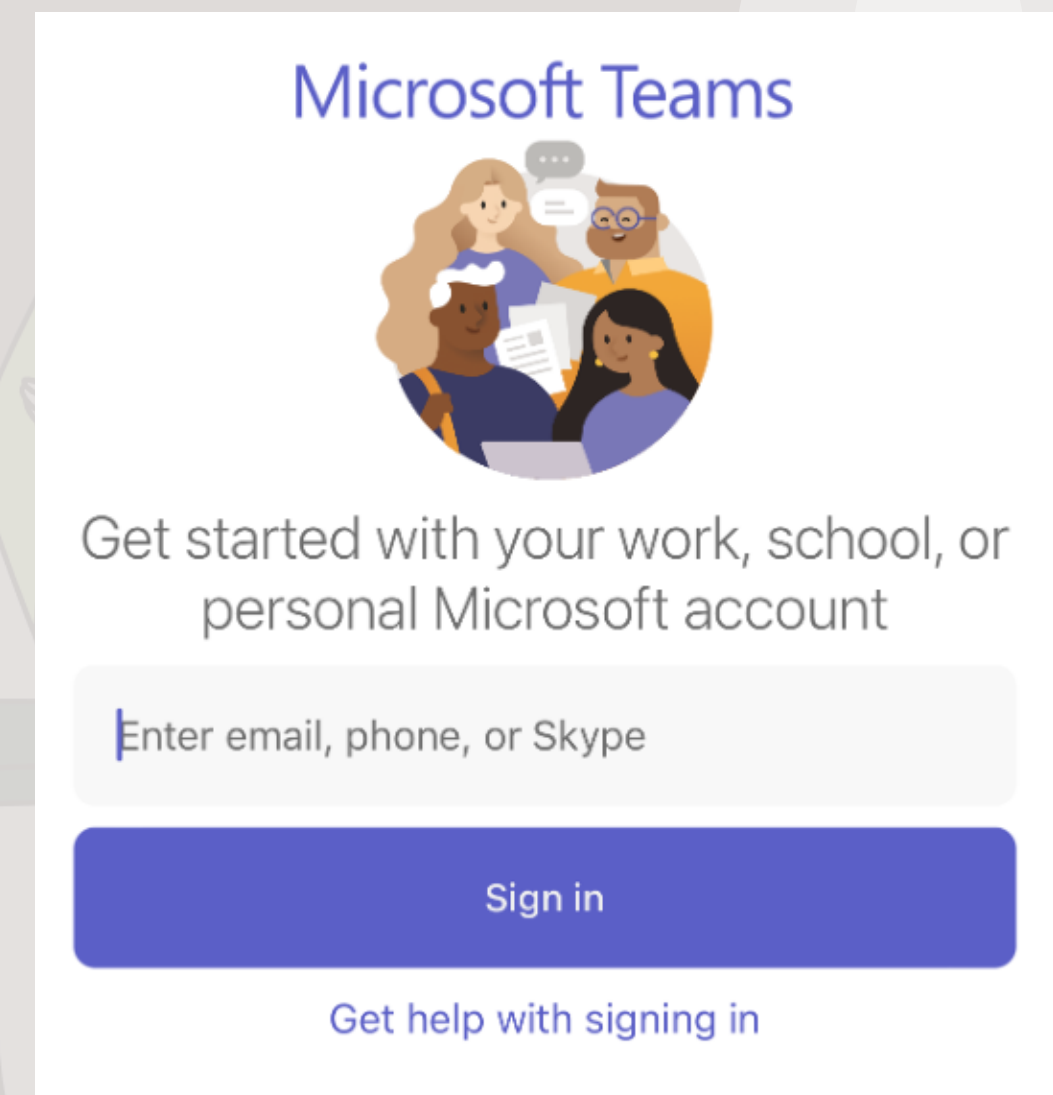 Microsoft Teams
Get started with your work, school, or
personal Microsoft account
Enter email, phone, or Skype
Sign in
Get help with signing in